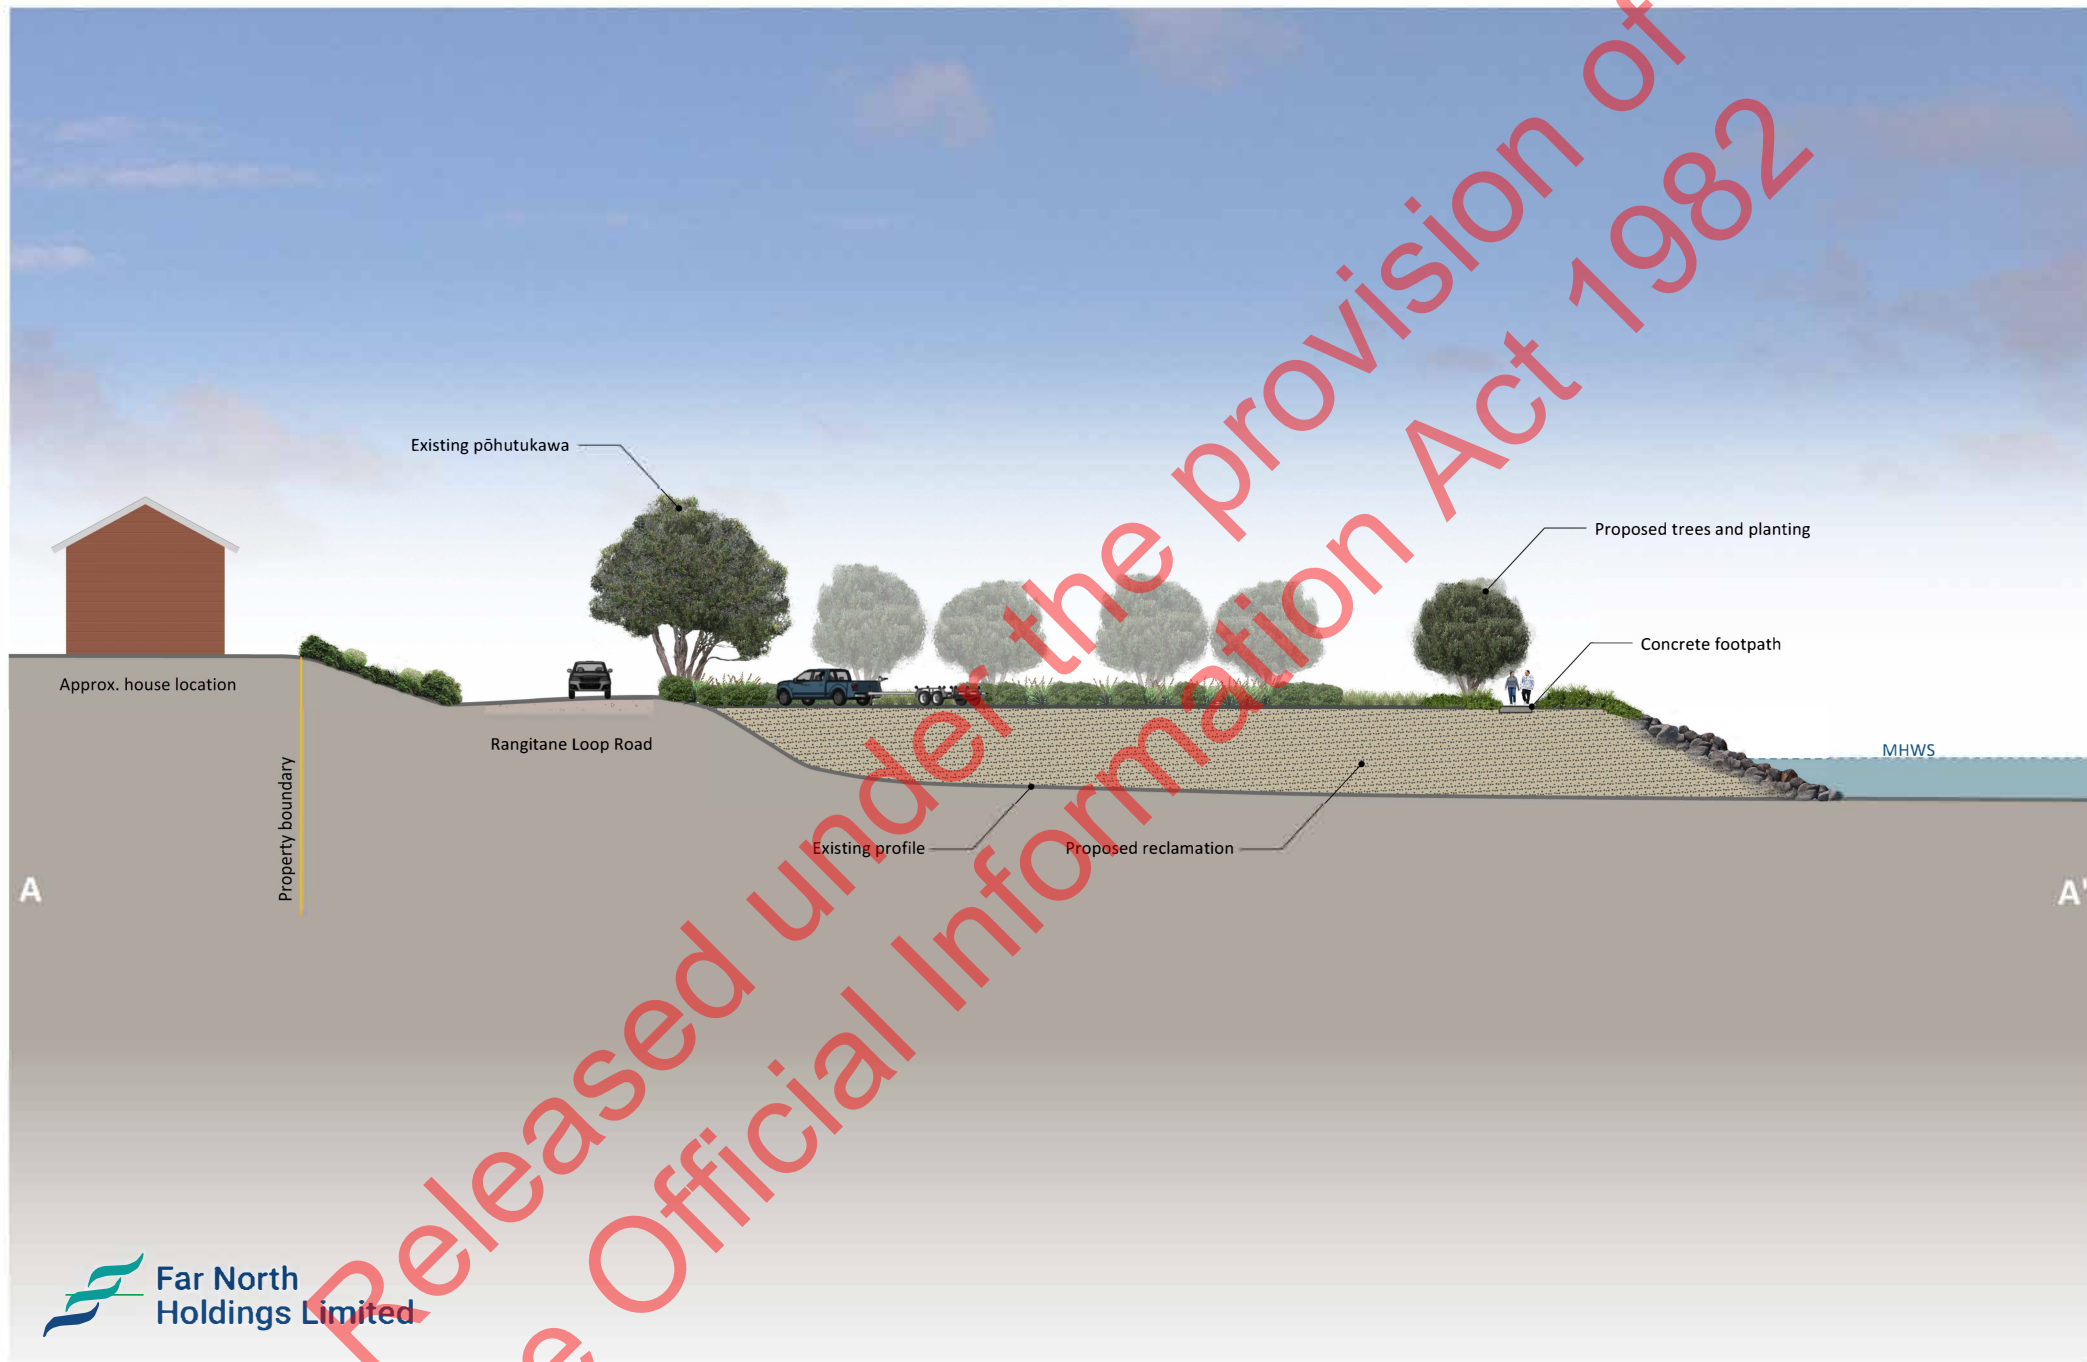 Existing pōhutukawa
Proposed trees and planting
Concrete footpath
Approx. house location
Rangitane Loop Road
MHWS
Property boundary
Existing profile
Proposed reclamation
A
A'
Far North
Holdings Limited
Released under the provision of
Official Information Act 1982